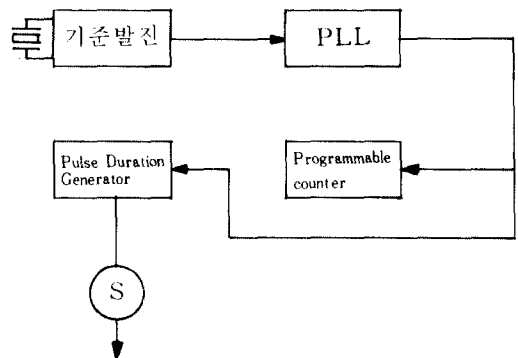 기준발진
PLL
Pulse Duration
Generator
Programmable
counter
S